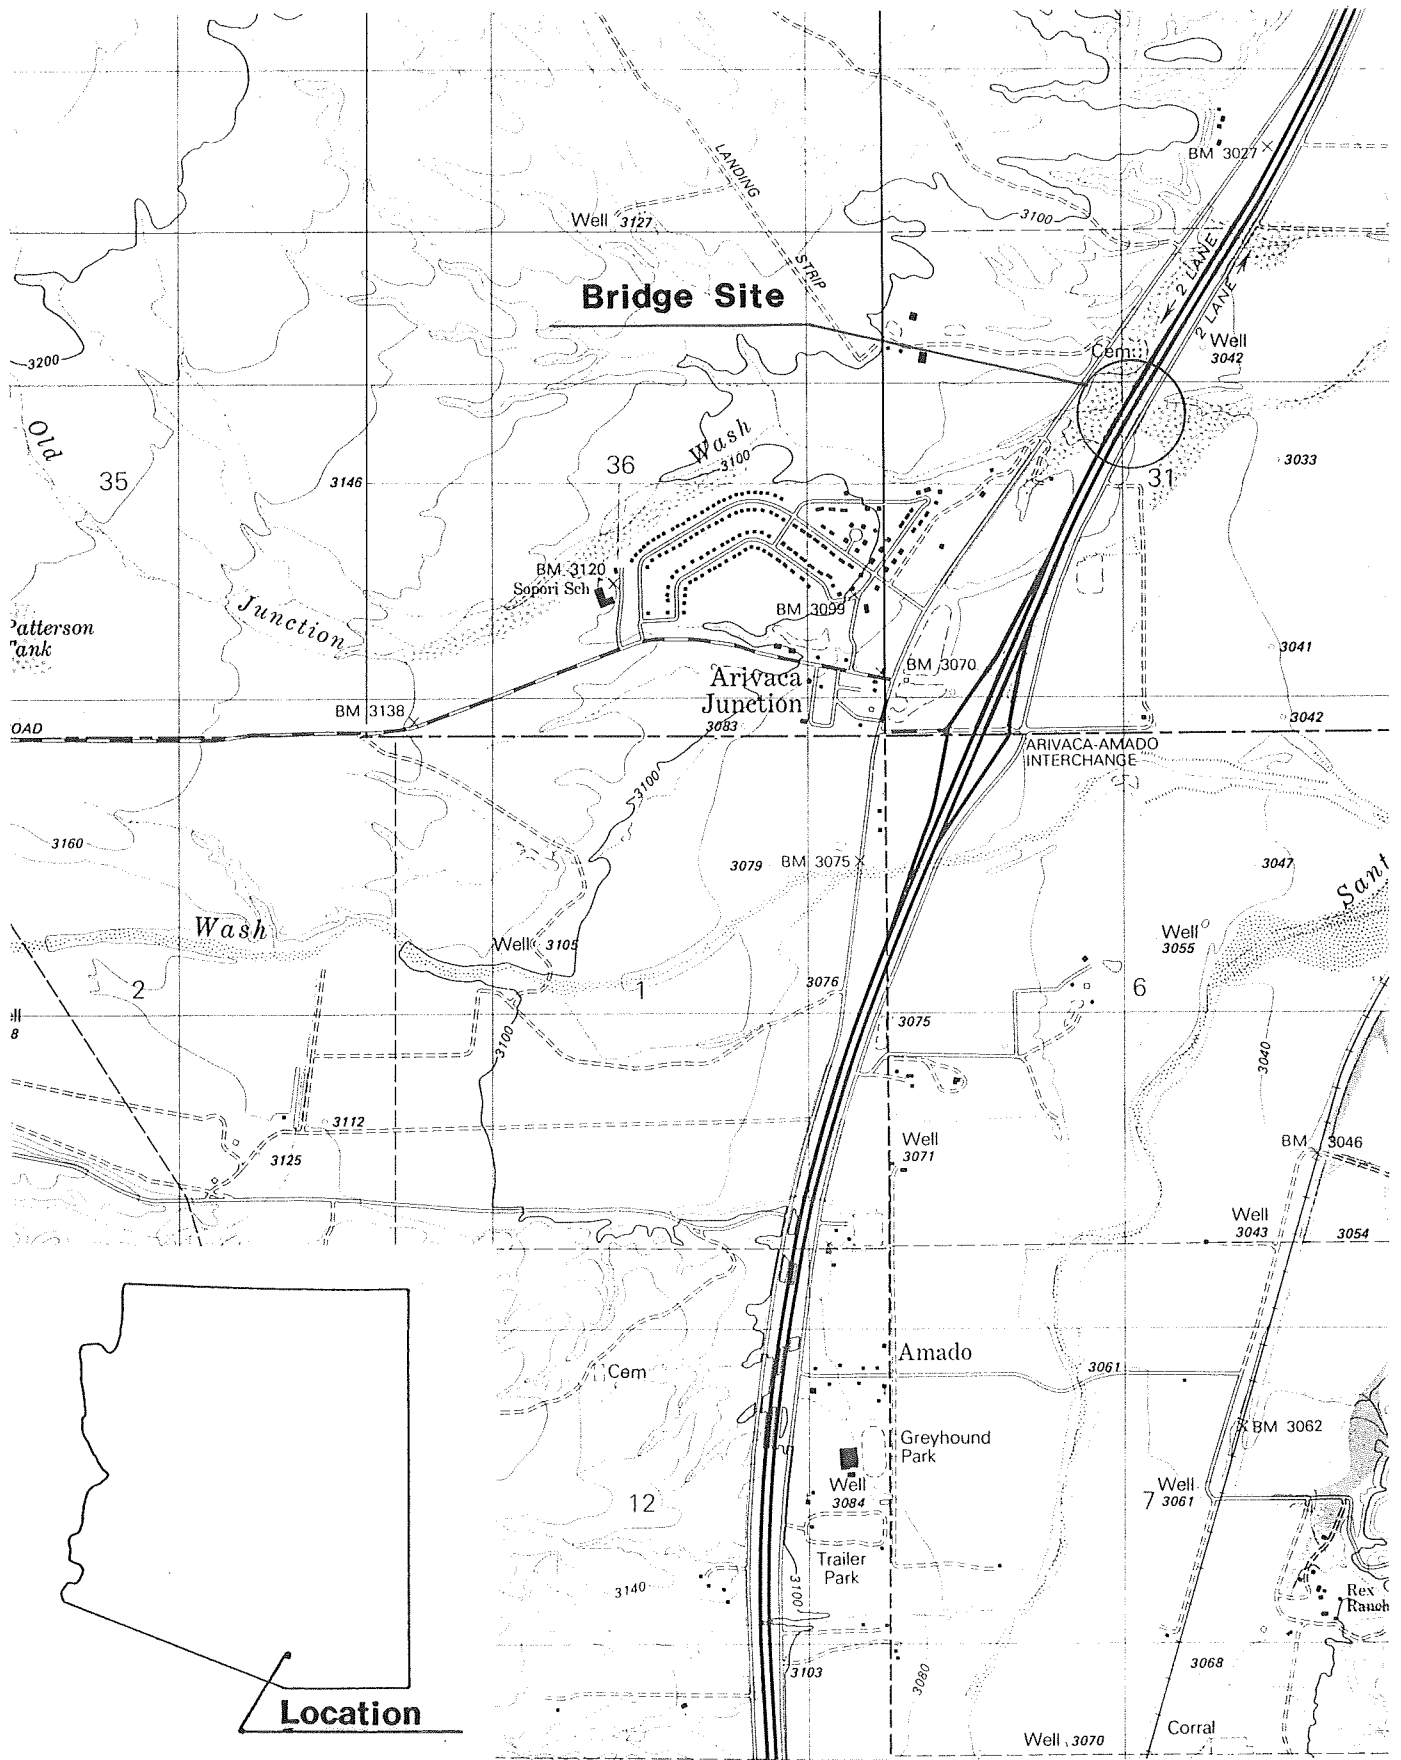 BM 3027
LANDING
STRIP
Well 3127
3100
2 LANE
2 LANE
Bridge Site
Cem
Well
3042
3200
Old
Wash
3100
36
35
3146
31
3033
BM 3120
Sopori Sch
BM 3099
Junction
Patterson
Tank
3041
BM 3070
Arivaca
Junction
3083
BM 3138
3042
OAD
ARIVACA-AMADO
INTERCHANGE
3100
3160
3079
BM 3075
3047
Sant
Wash
Well 3105
Well
3055
2
1
3076
6
3075
3100
3040
ell
8
3112
3125
Well
3071
BM 3046
Well
3043
3054
Amado
3061
Cem
BM 3062
Greyhound
Park
Well
3084
12
7
Well
3061
Trailer
Park
3140
3100
Rex
Ranch
3103
3080
3068
Location
Corral
Well 3070